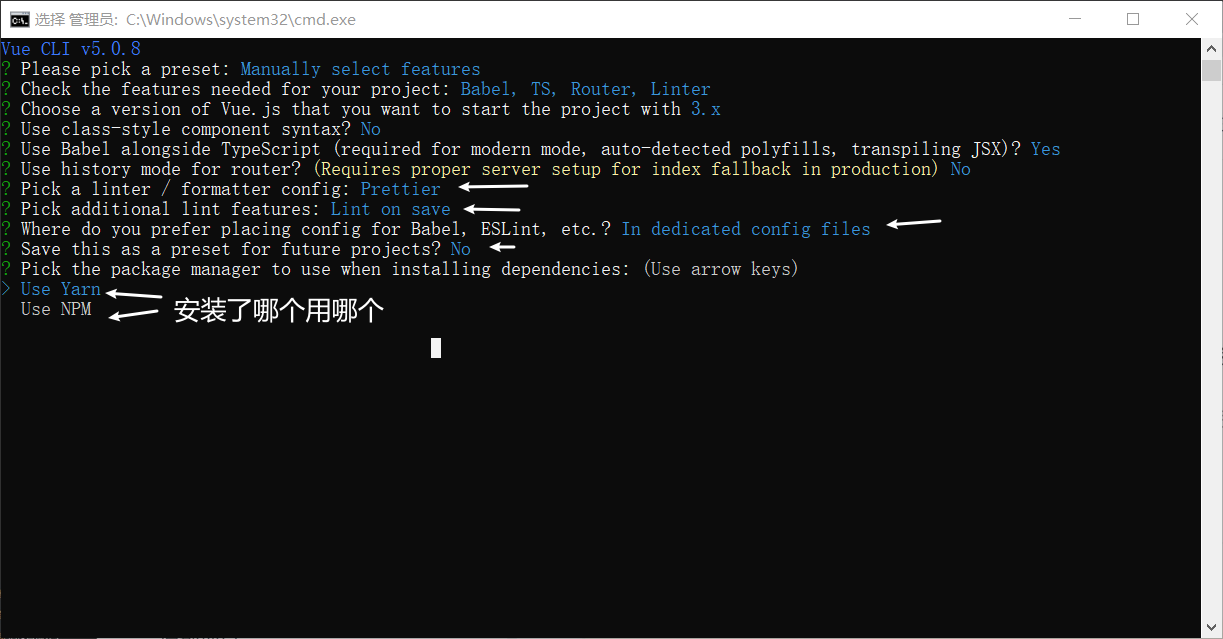 选择 管理员: C:\Windows\system32\cmd.exe
Vue CLI v5.0.8
? Please pick a preset: Manually select features
? Check the features needed for your project: Babel, TS, Router, Linter
? Choose a version of Vue.js that you want to start the project with 3.x
? Use class-style component syntax? No
? Use Babel alongside TypeScript (required for modern mode, auto-detected polyfills, transpiling JSX)? Yes
? Use history mode for router? (Requires proper server setup for index fallback in production) No
? Pick a linter / formatter config: Prettier
? Pick additional lint features: Lint on save
? Where do you prefer placing config for Babel, ESLint, etc.? In dedicated config files
? Save this as a preset for future projects? No
? Pick the package manager to use when installing dependencies: (Use arrow keys)
> Use Yarn
Use NPM
安装了哪个用哪个